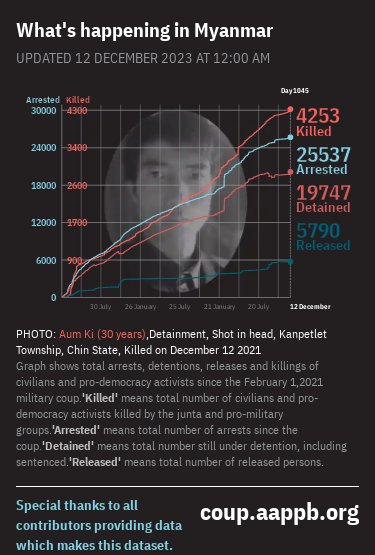 What's happening in Myanmar
UPDATED 12 DECEMBER 2023 AT 12:00 AM
Day1045
Arrested Killed
30000 4300
24000 3400
18000 2600
12000 1700
6000 900
0
4253
Killed
25537
Arrested
19747
Detained
5790
Released
30 July 26 January 25 July 21 January 20 July 12 December
PHOTO: Aum Ki (30 years),Detainment, Shot in head, Kanpetlet
Township, Chin State, Killed on December 12 2021
Graph shows total arrests, detentions, releases and killings of
civilians and pro-democracy activists since the February 1,2021
military coup.'Killed' means total number of civilians and pro-
democracy activists killed by the junta and pro-military
groups.'Arrested' means total number of arrests since the
coup.'Detained' means total number still under detention, including
sentenced.'Released' means total number of released persons.
Special thanks to all
contributors providing data
which makes this dataset.
coup.aappb.org